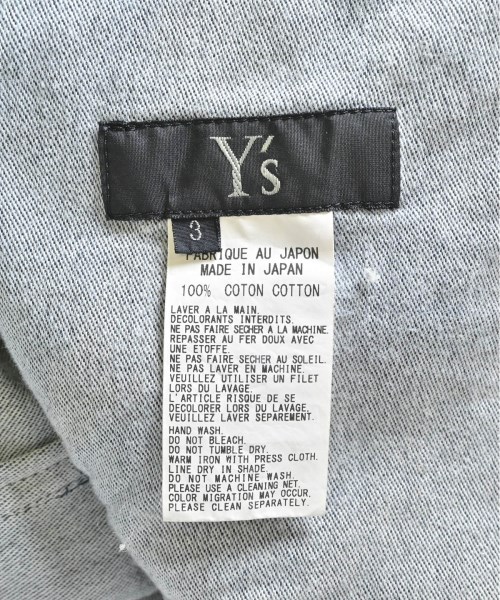 Y's
3
FABRIQUE AU JAPON
MADE IN JAPAN
100% COTON COTTON
LAVER A LA MAIN.
DECOLORANTS INTERDITS.
NE PAS FAIRE SECHER A LA MACHINE.
REPASSER AU FER DOUX AVEC
UNE ETOFFE.
NE PAS FAIRE SECHER AU SOLEIL.
NE PAS LAVER EN MACHINE.
VEUILLEZ UTILISER UN FILET
LORS DU LAVAGE.
L'ARTICLE RISQUE DE SE
DECOLORER LORS DU LAVAGE.
VEUILLEZ LAVER SEPAREMENT.
HAND WASH.
DO NOT BLEACH.
DO NOT TUMBLE DRY.
WARM IRON WITH PRESS CLOTH.
LINE DRY IN SHADE.
DO NOT MACHINE WASH.
PLEASE USE A CLEANING NET.
COLOR MIGRATION MAY OCCUR.
PLEASE CLEAN SEPARATELY.